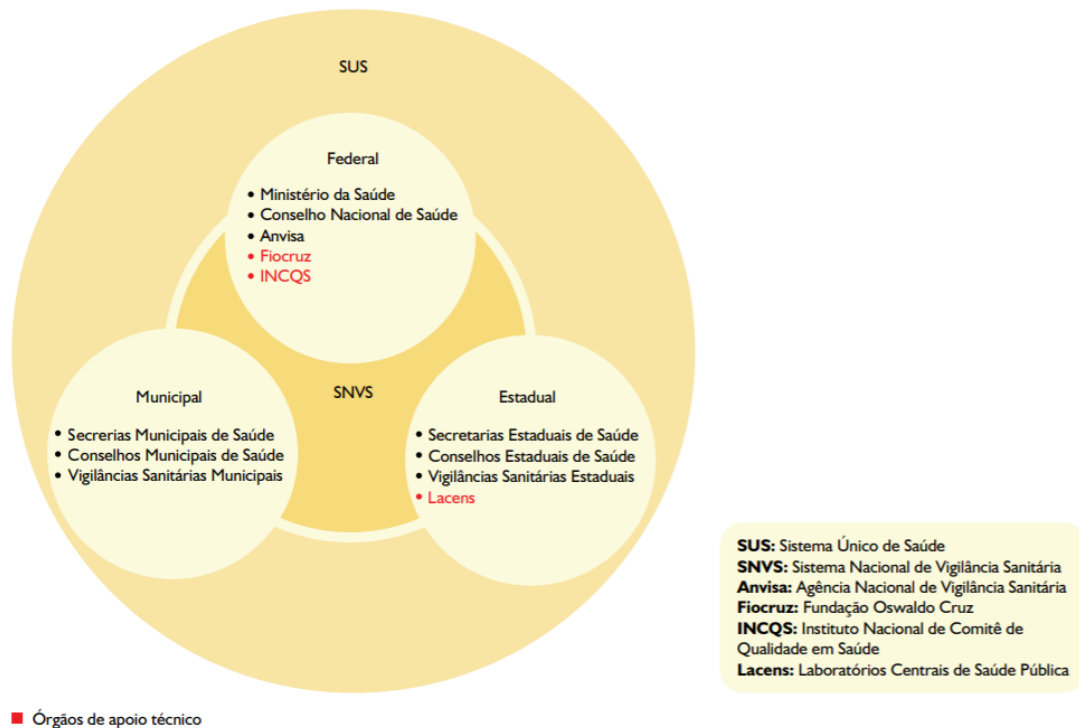 SUS
Federal
• Ministério da Saúde
• Conselho Nacional de Saúde
• Anvisa
• Fiocruz
• INCQS
SNVS
Municipal
• Secrerias Municipais de Saúde
• Conselhos Municipais de Saúde
• Vigilâncias Sanitárias Municipais
Estadual
• Secretarias Estaduais de Saúde
• Conselhos Estaduais de Saúde
• Vigilâncias Sanitárias Estaduais
• Lacens
SUS: Sistema Único de Saúde
SNVS: Sistema Nacional de Vigilância Sanitária
Anvisa: Agência Nacional de Vigilância Sanitária
Fiocruz: Fundação Oswaldo Cruz
INCQS: Instituto Nacional de Comitê de
Qualidade em Saúde
Lacens: Laboratórios Centrais de Saúde Pública
Órgãos de apoio técnico